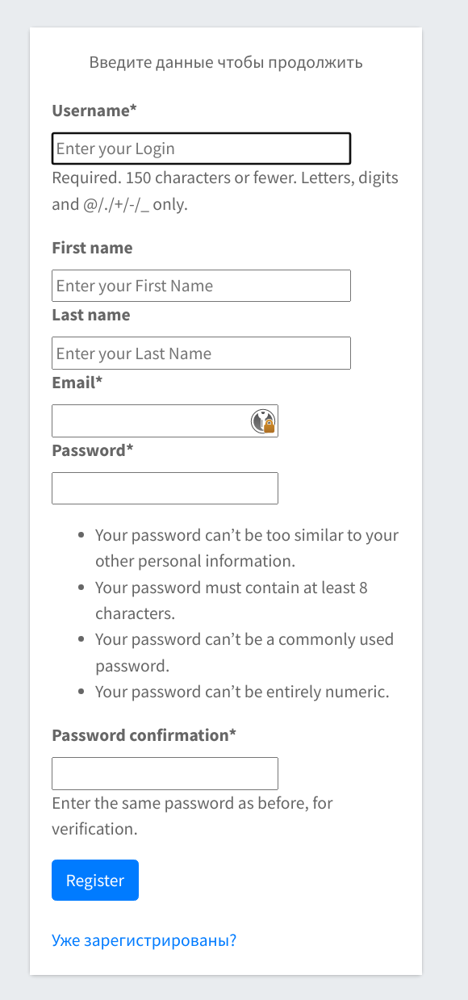 Введите данные чтобы продолжить
Username*
Enter your Login
Required. 150 characters or fewer. Letters, digits
and @/./+/-/_ only.
First name
Enter your First Name
Last name
Enter your Last Name
Email*
Password*
• Your password can’t be too similar to your
other personal information.
• Your password must contain at least 8
characters.
• Your password can’t be a commonly used
password.
• Your password can’t be entirely numeric.
Password confirmation*
Enter the same password as before, for
verification.
Register
Уже зарегистрированы?